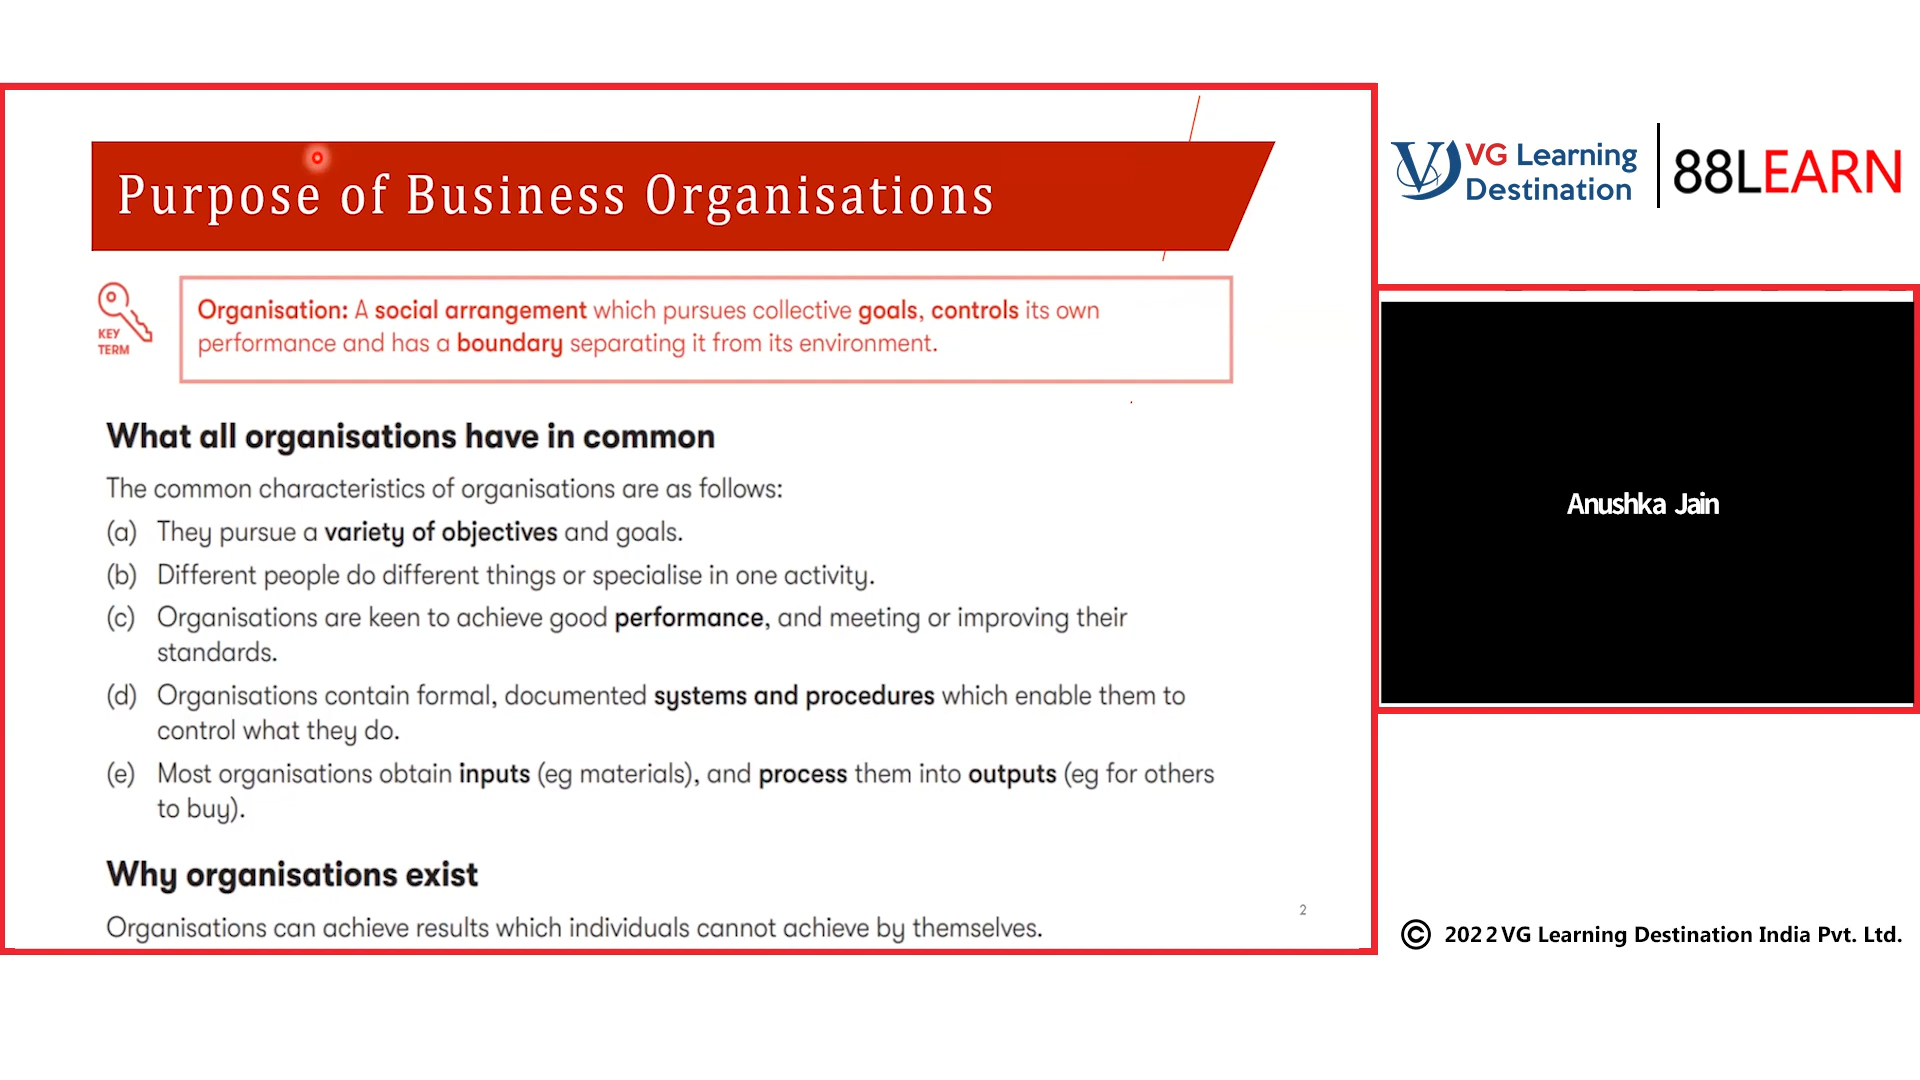 Purpose of Business Organisations
KEY
TERM
Organisation: A social arrangement which pursues collective goals, controls its own
performance and has a boundary separating it from its environment.
What all organisations have in common
The common characteristics of organisations are as follows:
(a) They pursue a variety of objectives and goals.
(b) Different people do different things or specialise in one activity.
(c) Organisations are keen to achieve good performance, and meeting or improving their
standards.
(d) Organisations contain formal, documented systems and procedures which enable them to
control what they do.
(e) Most organisations obtain inputs (eg materials), and process them into outputs (eg for others
to buy).
Why organisations exist
Organisations can achieve results which individuals cannot achieve by themselves.
2
VG Learning
Destination
88LEARN
Anushka Jain
© 2022 VG Learning Destination India Pvt. Ltd.